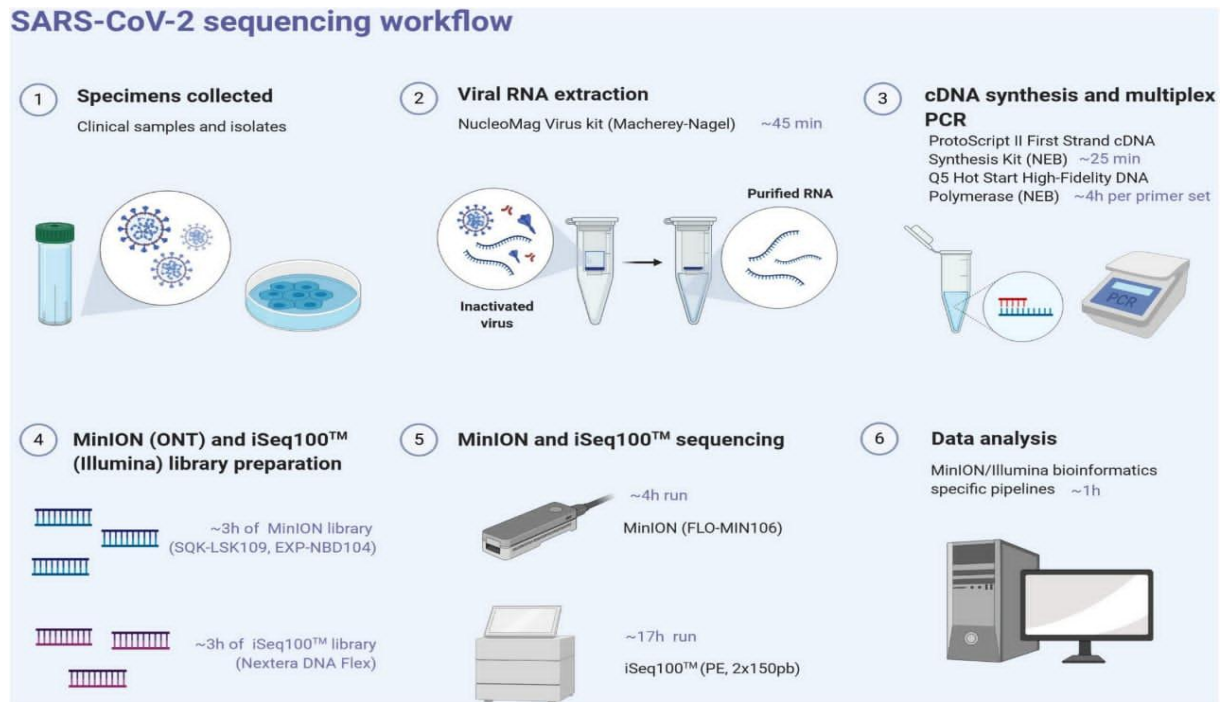 SARS-CoV-2 sequencing workflow
1
Specimens collected
Clinical samples and isolates
2
Viral RNA extraction
NucleoMag Virus kit (Macherey-Nagel) ~45 min
Inactivated
virus
Purified RNA
3
cDNA synthesis and multiplex
PCR
ProtoScript II First Strand cDNA
Synthesis Kit (NEB) ~25 min
Q5 Hot Start High-Fidelity DNA
Polymerase (NEB) ~4h per primer set
PCR
4
MinION (ONT) and iSeq100™
(Illumina) library preparation
~3h of MinION library
(SQK-LSK109, EXP-NBD104)
~3h of iSeq100™ library
(Nextera DNA Flex)
5
MinION and iSeq100™ sequencing
~4h run
MinION (FLO-MIN106)
~17h run
iSeq100™ (PE, 2x150pb)
6
Data analysis
MinION/Illumina bioinformatics
specific pipelines ~1h